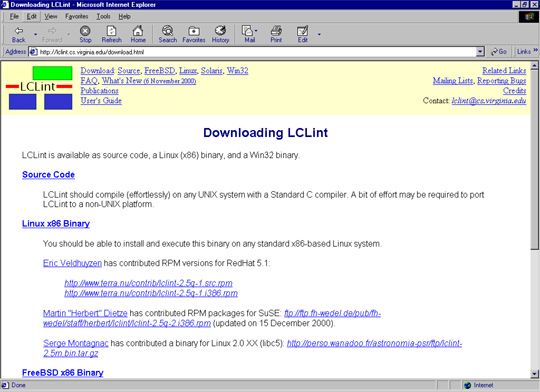 Downloading LCLint - Microsoft Internet Explorer
File Edit View Favorites Tools Help
Back Forward Stop Refresh Home Search Favorites History Mail Print Edit
Address http://lclint.cs.virginia.edu/download.html Go Links »
LCLint
Download: Source, FreeBSD, Linux, Solaris, Win32
FAQ, What's New (6 November 2000)
Publications
User's Guide
Related Links
Mailing Lists, Reporting Bugs
Credits
Contact: lclint@cs.virginia.edu
Downloading LCLint
LCLint is available as source code, a Linux (x86) binary, and a Win32 binary.
Source Code
LCLint should compile (effortlessly) on any UNIX system with a Standard C compiler. A bit of effort may be required to port
LCLint to a non-UNIX platform.
Linux x86 Binary
You should be able to install and execute this binary on any standard x86-based Linux system.
Eric Veldhuyzen has contributed RPM versions for RedHat 5.1:
http://www.terra.nu/contrib/lclint-2.5q-1.src.rpm
http://www.terra.nu/contrib/lclint-2.5q-1.i386.rpm
Martin "Herbert" Dietze has contributed RPM packages for SuSE: ftp://ftp.fh-wedel.de/pub/fh-
wedel/staff/herbert/lclint/lclint-2.5q-2.i386.rpm (updated on 15 December 2000).
Serge Montagnac has contributed a binary for Linux 2.0.XX (libc5): http://perso.wanadoo.fr/astronomia-psr/ftp/lclint-
2.5m.bin.tar.gz
FreeBSD x86 Binary
Done Internet